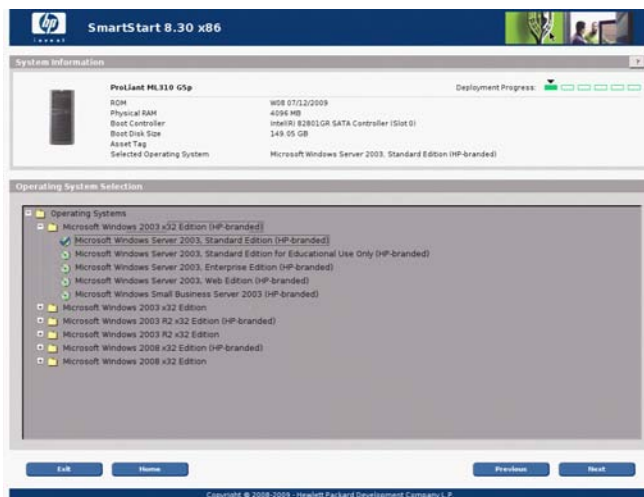 hp
invent
SmartStart 8.30 x86
System Information
?
ProLiant ML310 G5p
Deployment Progress:
ROM W08 07/12/2009
Physical RAM 4096 MB
Boot Controller Intel(R) 82801GR SATA Controller (Slot 0)
Boot Disk Size 149.05 GB
Asset Tag
Selected Operating System Microsoft Windows Server 2003, Standard Edition (HP-branded)
Operating System Selection
Operating Systems
Microsoft Windows 2003 x32 Edition (HP-branded)
Microsoft Windows Server 2003, Standard Edition (HP-branded)
Microsoft Windows Server 2003, Standard Edition for Educational Use Only (HP-branded)
Microsoft Windows Server 2003, Enterprise Edition (HP-branded)
Microsoft Windows Server 2003, Web Edition (HP-branded)
Microsoft Windows Small Business Server 2003 (HP-branded)
Microsoft Windows 2003 x32 Edition
Microsoft Windows 2003 R2 x32 Edition (HP-branded)
Microsoft Windows 2003 R2 x32 Edition
Microsoft Windows 2008 x32 Edition (HP-branded)
Microsoft Windows 2008 x32 Edition
Exit Home Previous Next
Copyright © 2008-2009 - Hewlett Packard Development Company L.P.